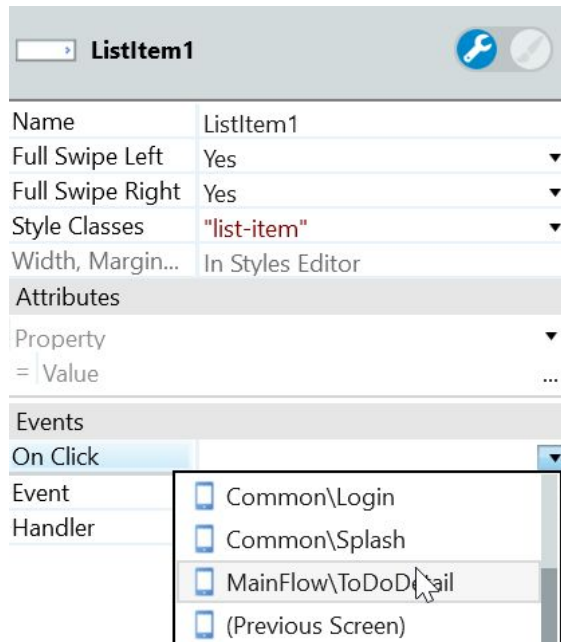 ListItem1
Name ListItem1
Full Swipe Left Yes
Full Swipe Right Yes
Style Classes "list-item"
Width, Margin... In Styles Editor
Attributes
Property
= Value ...
Events
On Click
Event
Handler
Common\Login
Common\Splash
MainFlow\ToDoDetail
(Previous Screen)